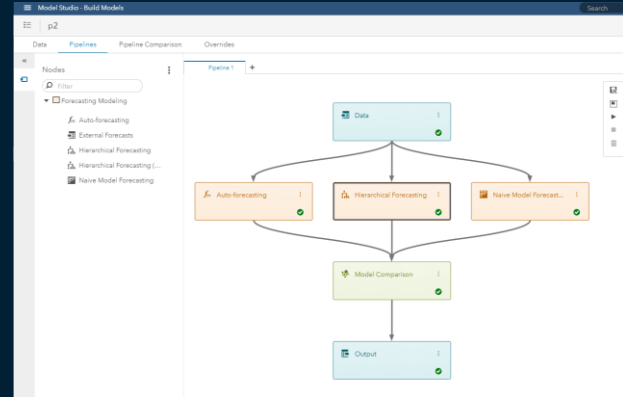 Model Studio - Build Models
Search
p2
Data
Pipelines
Pipeline Comparison
Overrides
Nodes
Pipeline 1
Filter
Forecasting Modeling
Auto-forecasting
External Forecasts
Hierarchical Forecasting
Hierarchical Forecasting (...
Naive Model Forecasting
Data
Auto-forecasting
Hierarchical Forecasting
Naive Model Forecast...
Model Comparison
Output